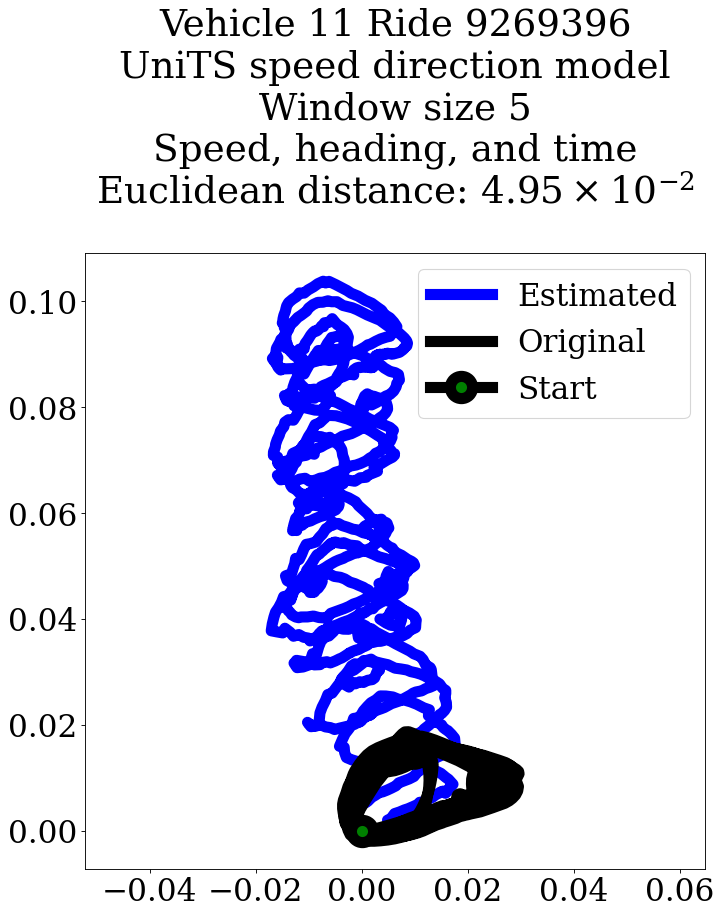 Vehicle 11 Ride 9269396
UniTS speed direction model
Window size 5
Speed, heading, and time
Euclidean distance: 4.95 × 10⁻²
Estimated
Original
Start
0.10
0.08
0.06
0.04
0.02
0.00
−0.04 −0.02 0.00 0.02 0.04 0.06